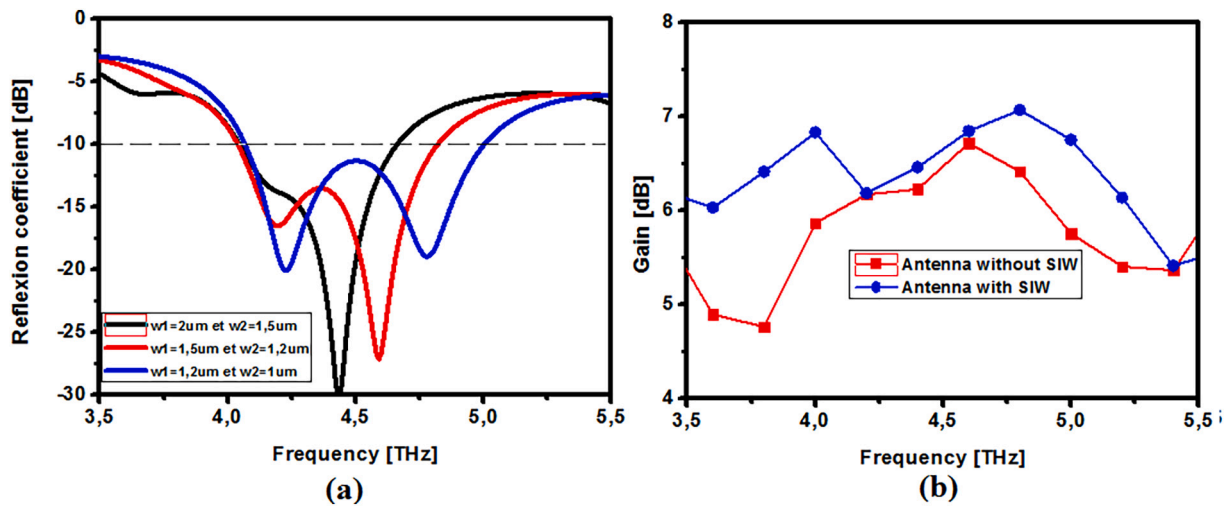 0
-5
-10
-15
-20
-25
-30
Reflexion coefficient [dB]
w1=2um et w2=1,5um
w1=1,5um et w2=1,2um
w1=1,2um et w2=1um
3,5 4,0 4,5 5,0 5,5
Frequency [THz]
(a)
8
7
6
5
4
Gain [dB]
Antenna without SIW
Antenna with SIW
3,5 4,0 4,5 5,0 5,5
Frequency [THz]
(b)